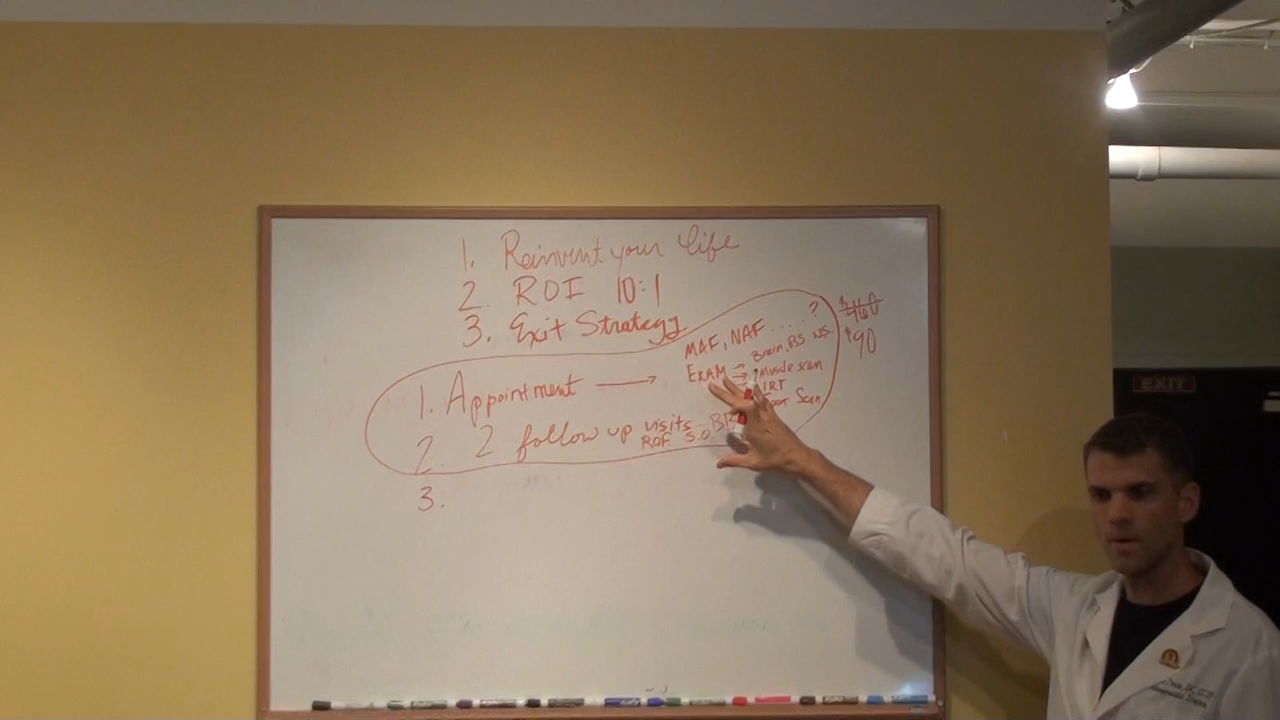 1. Reinvent your life
2. ROI 10:1
3. Exit Strategy
$460
$90
MAF, NAF ..... ?
1. Appointment → EXAM Brain, BS NS
Muscle scan
IRT
Foot Scan
2. 2 follow up visits
ROF S.O.
3.
EXIT